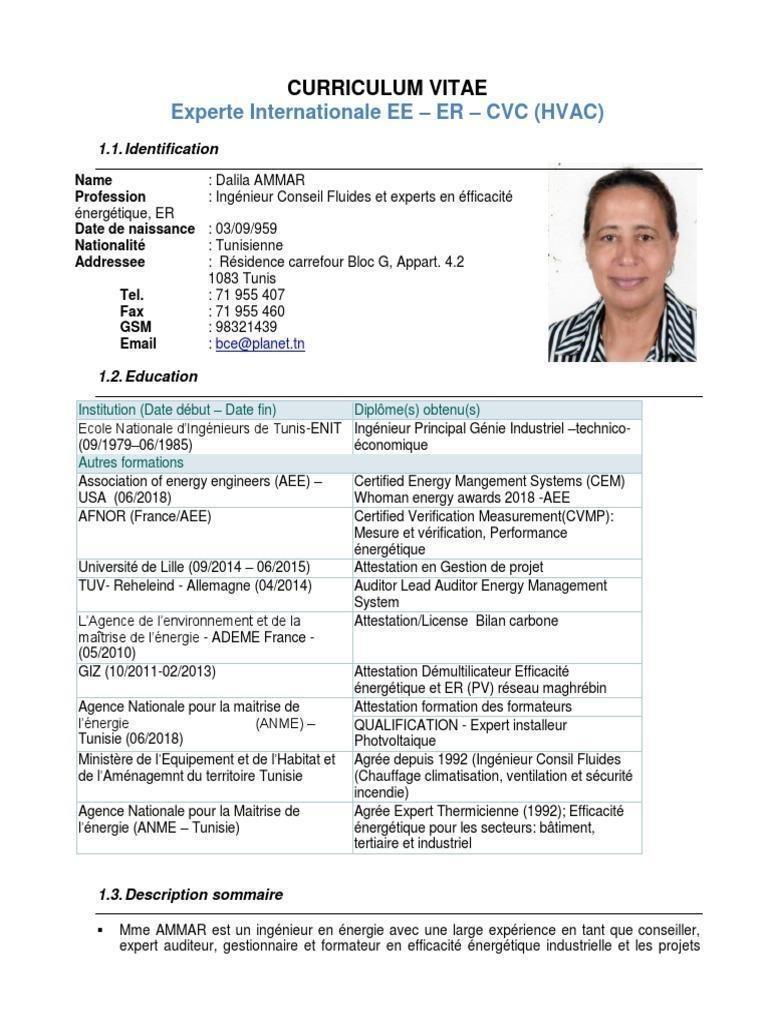 CURRICULUM VITAE
Experte Internationale EE – ER – CVC (HVAC)
1.1. Identification
Name : Dalila AMMAR
Profession : Ingénieur Conseil Fluides et experts en éfficacité
énergétique, ER
Date de naissance : 03/09/959
Nationalité : Tunisienne
Addressee : Résidence carrefour Bloc G, Appart. 4.2
1083 Tunis
Tel. : 71 955 407
Fax : 71 955 460
GSM : 98321439
Email : bce@planet.tn
1.2. Education
Institution (Date début – Date fin) Diplôme(s) obtenu(s)
Ecole Nationale d'Ingénieurs de Tunis-ENIT Ingénieur Principal Génie Industriel –technico-
(09/1979–06/1985) économique
Autres formations
Association of energy engineers (AEE) – Certified Energy Mangement Systems (CEM)
USA (06/2018) Whoman energy awards 2018 -AEE
AFNOR (France/AEE) Certified Verification Measurement(CVMP):
Mesure et vérification, Performance
énergétique
Université de Lille (09/2014 – 06/2015) Attestation en Gestion de projet
TUV- Reheleind - Allemagne (04/2014) Auditor Lead Auditor Energy Management
System
L'Agence de l'environnement et de la Attestation/License Bilan carbone
maîtrise de l'énergie - ADEME France -
(05/2010)
GIZ (10/2011-02/2013) Attestation Démultilicateur Efficacité
énergétique et ER (PV) réseau maghrébin
Agence Nationale pour la maitrise de Attestation formation des formateurs
l'énergie (ANME) – QUALIFICATION - Expert installeur
Tunisie (06/2018) Photovoltaique
Ministère de l'Equipement et de l'Habitat et Agrée depuis 1992 (Ingénieur Consil Fluides
de l'Aménagemnt du territoire Tunisie (Chauffage climatisation, ventilation et sécurité
incendie)
Agence Nationale pour la Maitrise de Agrée Expert Thermicienne (1992); Efficacité
l'énergie (ANME – Tunisie) énergétique pour les secteurs: bâtiment,
tertiaire et industriel
1.3. Description sommaire
▪ Mme AMMAR est un ingénieur en énergie avec une large expérience en tant que conseiller,
expert auditeur, gestionnaire et formateur en efficacité énergétique industrielle et les projets